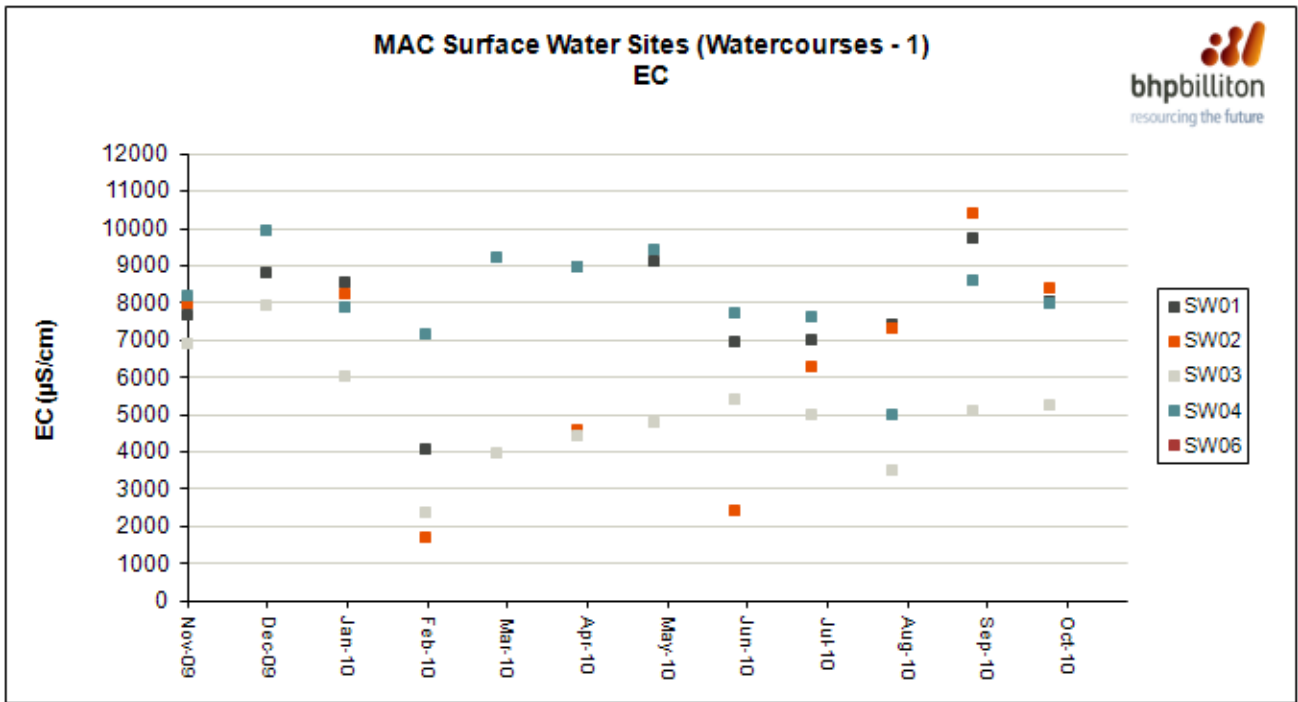 MAC Surface Water Sites (Watercourses - 1)
EC
bhpbilliton
resourcing the future
12000
11000
10000
9000
8000
7000
6000
5000
4000
3000
2000
1000
0
EC (µS/cm)
Nov-09
Dec-09
Jan-10
Feb-10
Mar-10
Apr-10
May-10
Jun-10
Jul-10
Aug-10
Sep-10
Oct-10
SW01
SW02
SW03
SW04
SW06